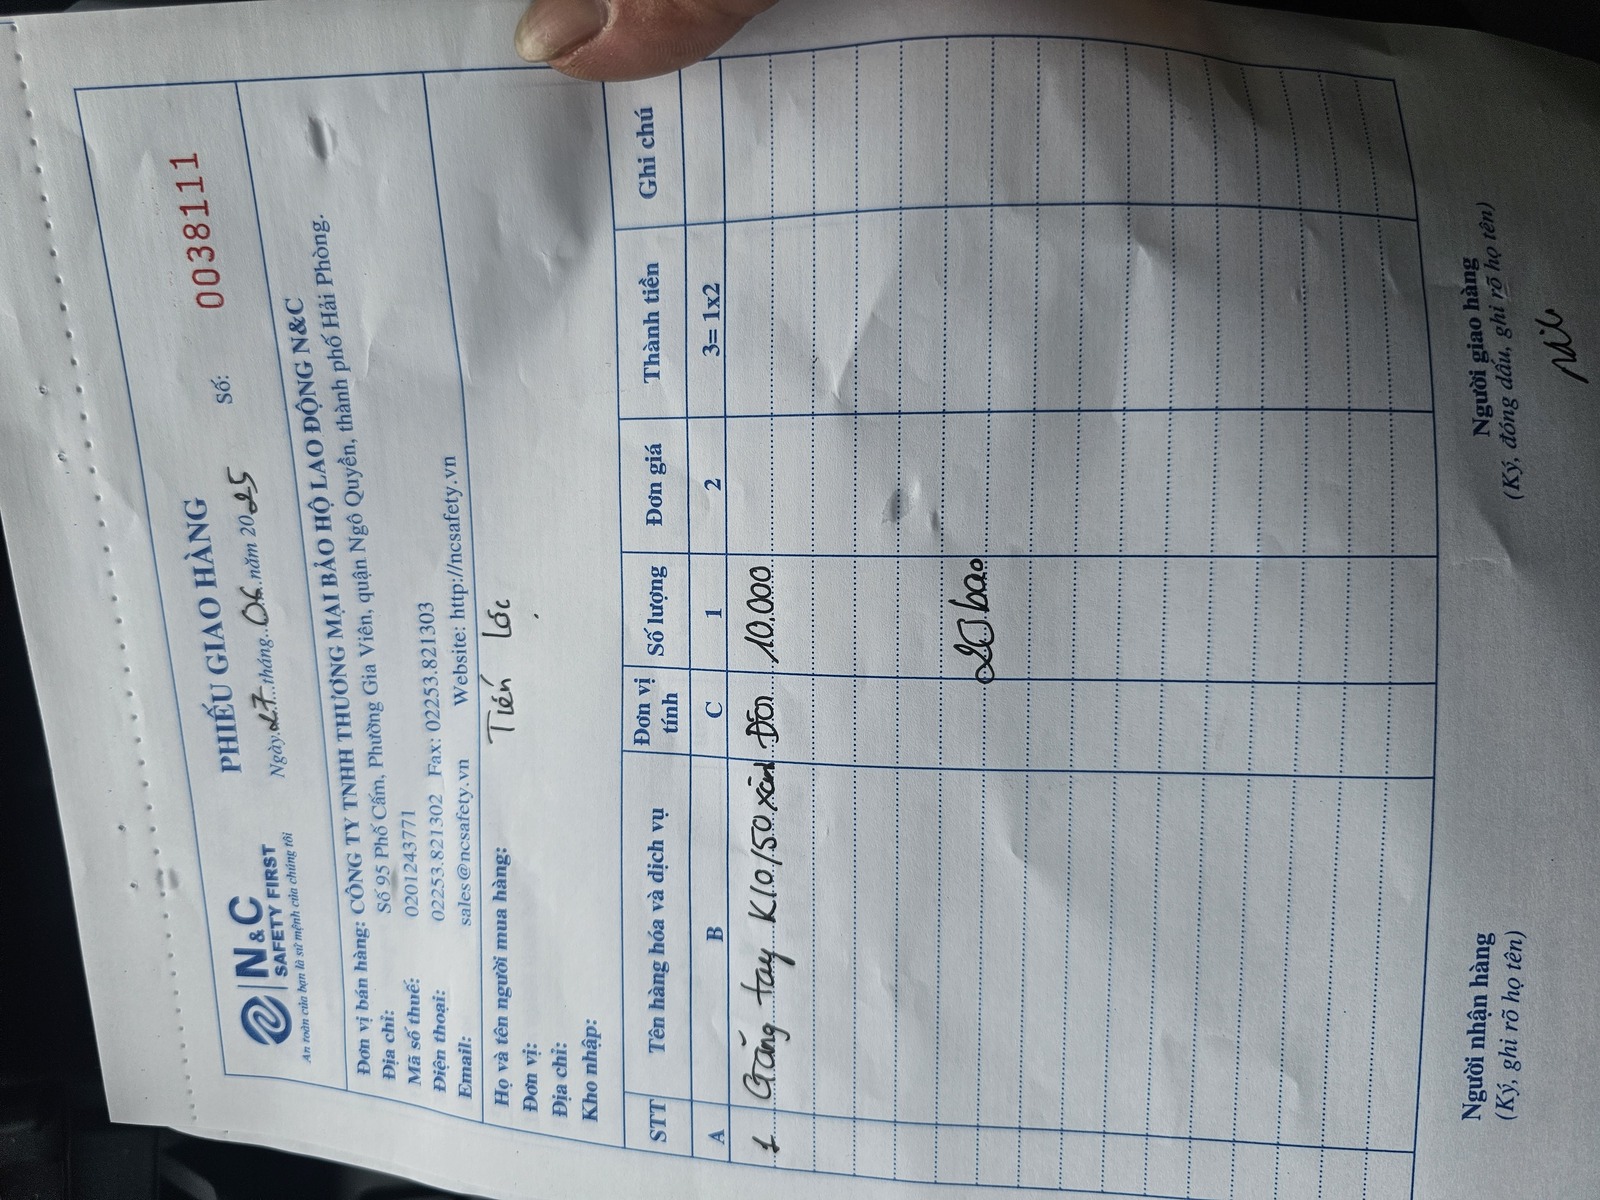 N&C
SAFETY FIRST
An toàn của bạn là sứ mệnh của chúng tôi
PHIẾU GIAO HÀNG
Ngày 27 tháng 06 năm 2025
Số: 0038111
Đơn vị bán hàng: CÔNG TY TNHH THƯƠNG MẠI BẢO HỘ LAO ĐỘNG N&C
Địa chỉ: Số 95 Phố Cấm, Phường Gia Viên, quận Ngô Quyền, thành phố Hải Phòng.
Mã số thuế: 0201243771
Điện thoại: 02253.821302 Fax: 02253.821303
Email: sales@ncsafety.vn Website: http://ncsafety.vn
Họ và tên người mua hàng: Tiến Lộc
Đơn vị:
Địa chỉ:
Kho nhập:
STT Tên hàng hóa và dịch vụ Đơn vị tính Số lượng Đơn giá Thành tiền Ghi chú
A B C 1 2 3= 1x2
1 Găng tay K10/50 Đôi 10.000
20 bao
Người nhận hàng Người giao hàng
(Ký, ghi rõ họ tên) (Ký, đóng dấu, ghi rõ họ tên)